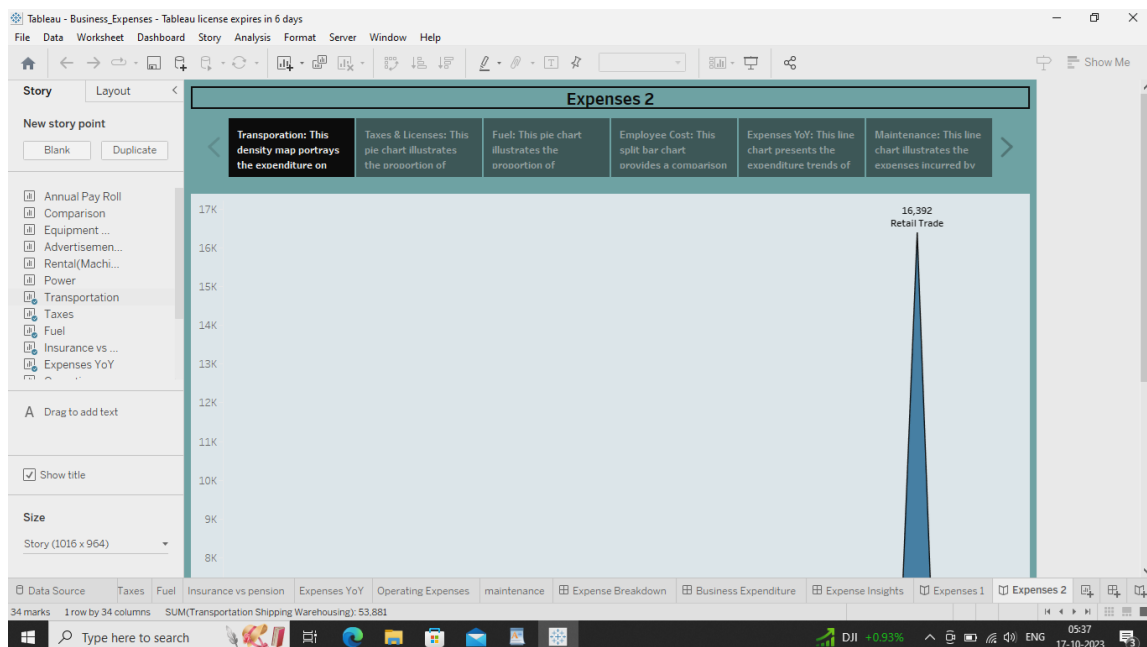 Tableau - Business_Expenses - Tableau license expires in 6 days
File Data Worksheet Dashboard Story Analysis Format Server Window Help
Show Me
Story Layout
New story point
Blank Duplicate
Annual Pay Roll
Comparison
Equipment ...
Advertisemen...
Rental(Machi...
Power
Transportation
Taxes
Fuel
Insurance vs ...
Expenses YoY
A Drag to add text
Show title
Size
Story (1016 x 964)
Expenses 2
Transporation: This
density map portrays
the expenditure on
Taxes & Licenses: This
pie chart illustrates
the proportion of
Fuel: This pie chart
illustrates the
proportion of
Employee Cost: This
split bar chart
provides a comparison
Expenses YoY: This line
chart presents the
expenditure trends of
Maintenance: This line
chart illustrates the
expenses incurred by
17K
16K
15K
14K
13K
12K
11K
10K
9K
8K
16,392
Retail Trade
Data Source Taxes Fuel Insurance vs pension Expenses YoY Operating Expenses maintenance Expense Breakdown Business Expenditure Expense Insights Expenses 1 Expenses 2
34 marks 1 row by 34 columns SUM(Transportation Shipping Warehousing): 53,881
Type here to search
DJI +0.93%
ENG
05:37
17-10-2023
3